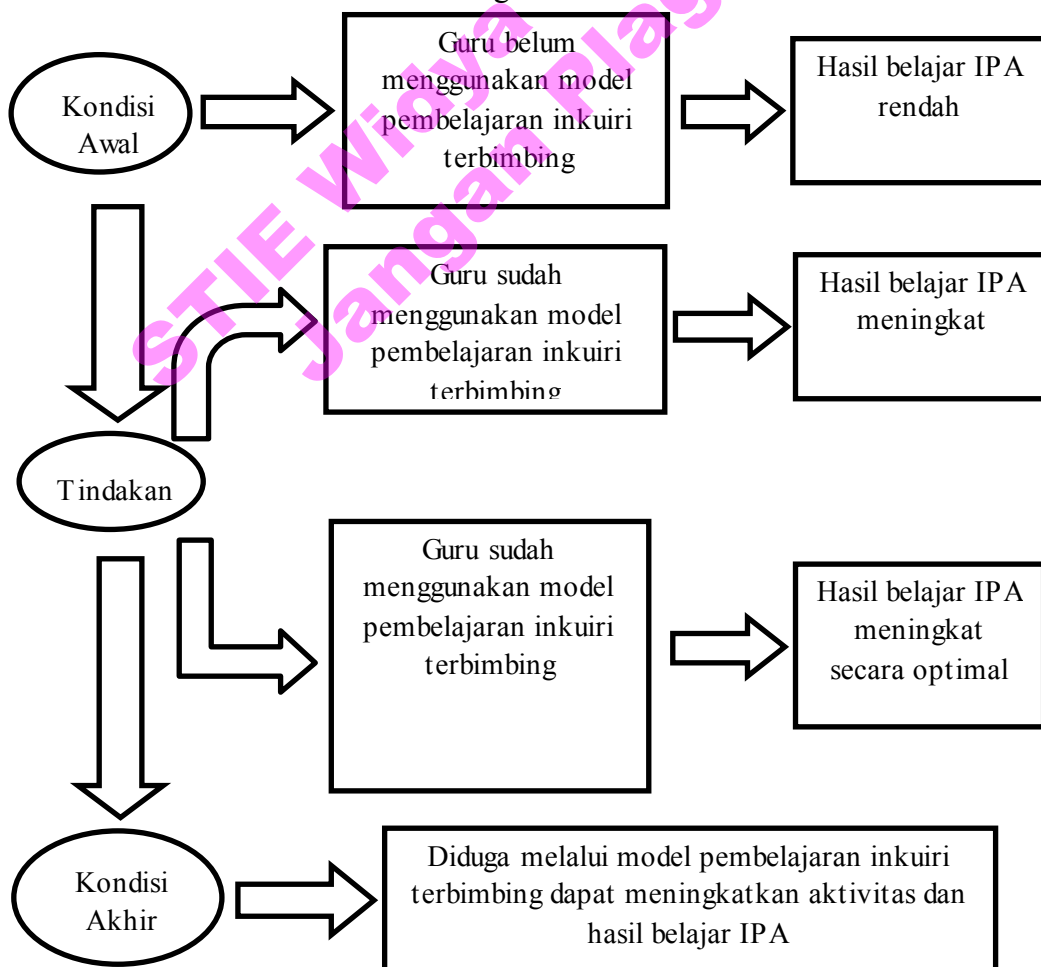 Guru belum
menggunakan model
pembelajaran inkuiri
terbimbing
Hasil belajar IPA
rendah
Kondisi
Awal
Guru sudah
menggunakan model
pembelajaran inkuiri
terbimbing
Hasil belajar IPA
meningkat
Tindakan
Guru sudah
menggunakan model
pembelajaran inkuiri
terbimbing
Hasil belajar IPA
meningkat
secara optimal
Kondisi
Akhir
Diduga melalui model pembelajaran inkuiri
terbimbing dapat meningkatkan aktivitas dan
hasil belajar IPA
STIE Widya
Jangan Plag